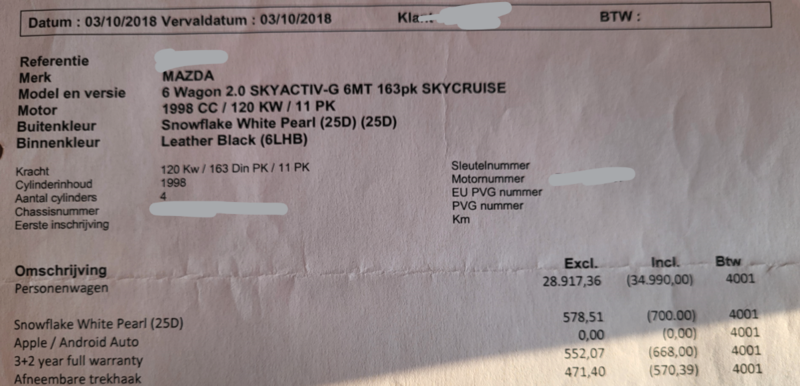 Datum : 03/10/2018 Vervaldatum : 03/10/2018 BTW :
Referentie
Merk MAZDA
Model en versie 6 Wagon 2.0 SKYACTIV-G 6MT 163pk SKYCRUISE
Motor 1998 CC / 120 KW / 11 PK
Buitenkleur Snowflake White Pearl (25D) (25D)
Binnenkleur Leather Black (6LHB)
Kracht 120 Kw / 163 Din PK / 11 PK
Cylinderinhoud 1998
Aantal cylinders 4
Chassisnummer
Eerste inschrijving
Sleutelnummer
Motornummer
EU PVG nummer
PVG nummer
Km
Omschrijving Excl. Incl. Btw
Personenwagen 28.917,36 (34.990,00) 4001
Snowflake White Pearl (25D) 578,51 (700.00) 4001
Apple / Android Auto 0,00 (0,00) 4001
3+2 year full warranty 552,07 (668,00) 4001
Afneembare trekhaak 471,40 (570,39) 4001